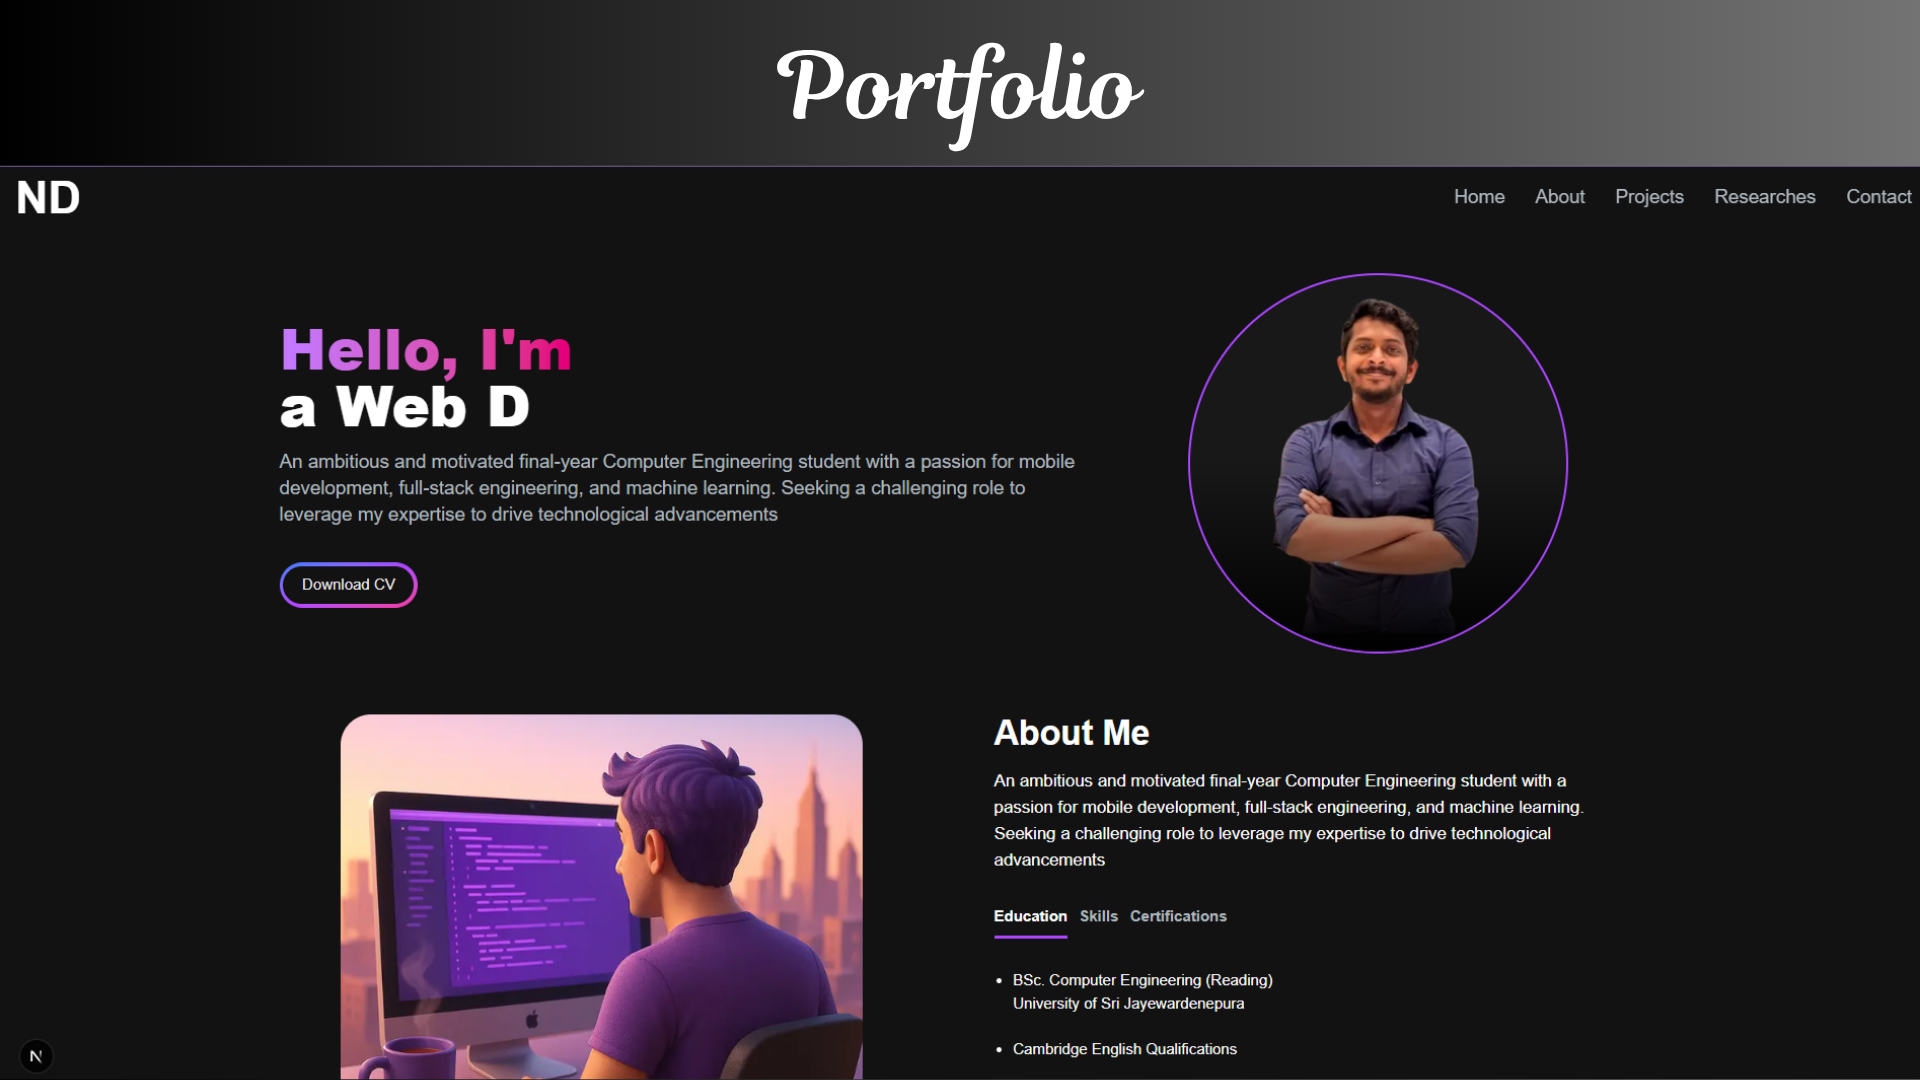 Portfolio
ND
Home About Projects Researches Contact
Hello, I'm
a Web D
An ambitious and motivated final-year Computer Engineering student with a passion for mobile
development, full-stack engineering, and machine learning. Seeking a challenging role to
leverage my expertise to drive technological advancements
Download CV
About Me
An ambitious and motivated final-year Computer Engineering student with a
passion for mobile development, full-stack engineering, and machine learning.
Seeking a challenging role to leverage my expertise to drive technological
advancements
Education Skills Certifications
• BSc. Computer Engineering (Reading)
University of Sri Jayewardenepura
• Cambridge English Qualifications
N